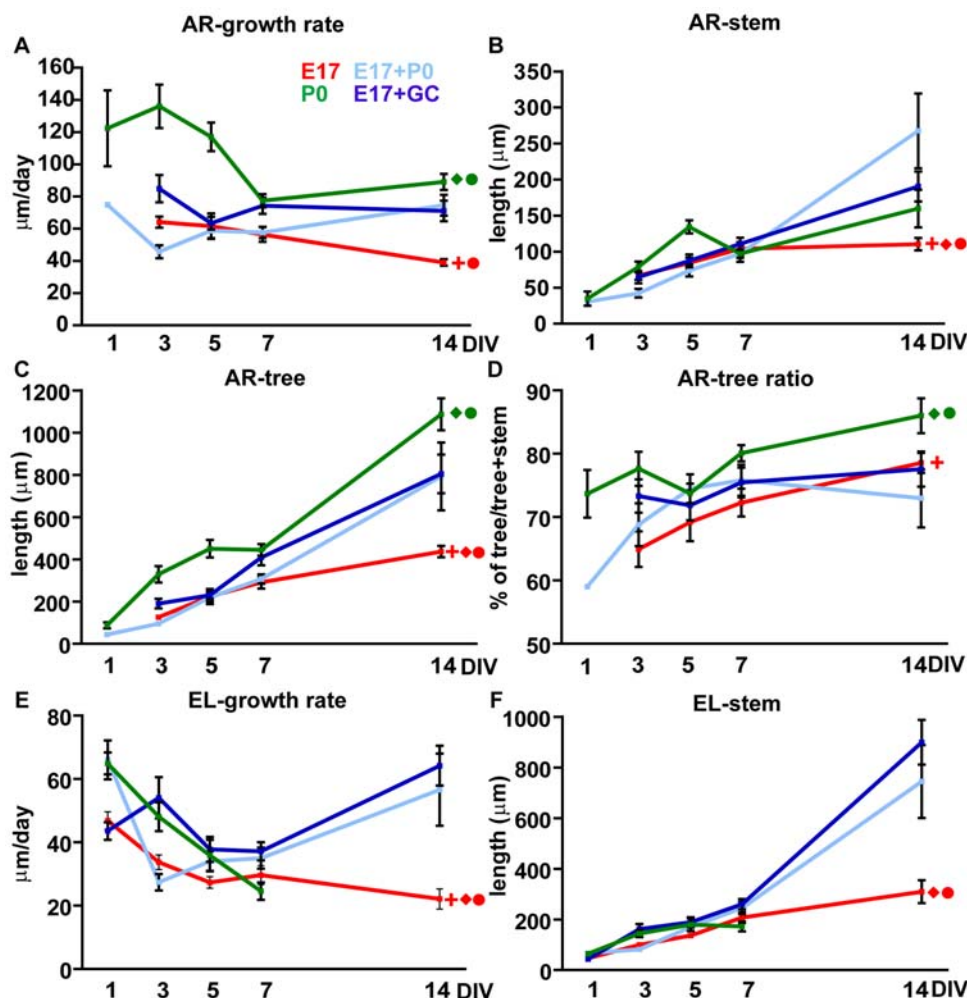 A AR-growth rate
160
140
120
100
80
60
40
20
0
μm/day
E17 E17+P0
P0 E17+GC
1 3 5 7 14 DIV
B AR-stem
350
300
250
200
150
100
50
0
length (μm)
1 3 5 7 14 DIV
C AR-tree
1200
1000
800
600
400
200
0
length (μm)
1 3 5 7 14 DIV
D AR-tree ratio
90
80
70
60
50
% of tree/tree+stem
1 3 5 7 14DIV
E EL-growth rate
80
60
40
20
0
μm/day
1 3 5 7 14 DIV
F EL-stem
1000
800
600
400
200
0
length (μm)
1 3 5 7 14 DIV